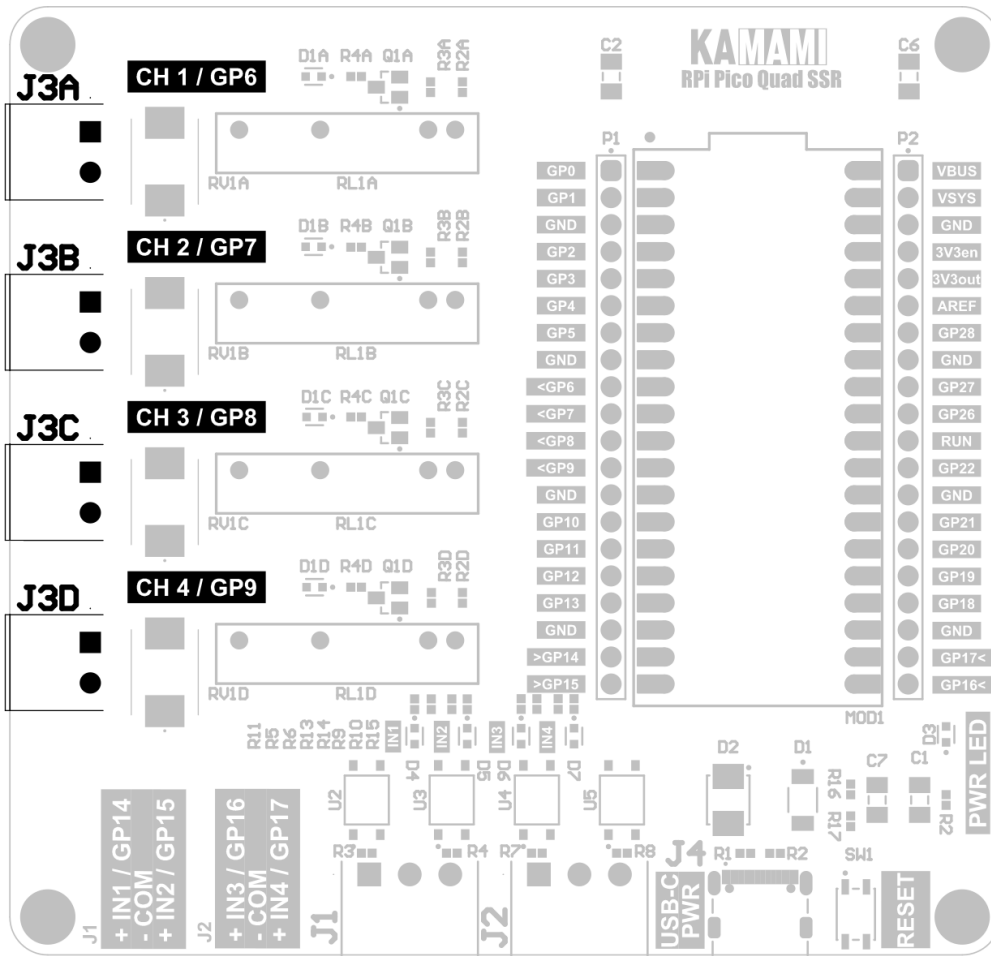 KAMAMI
RPi Pico Quad SSR
C2
C6
J3A
CH 1 / GP6
D1A R4A Q1A
R3A
R2A
RV1A
RL1A
J3B
CH 2 / GP7
D1B R4B Q1B
R3B
R2B
RV1B
RL1B
J3C
CH 3 / GP8
D1C R4C Q1C
R3C
R2C
RV1C
RL1C
J3D
CH 4 / GP9
D1D R4D Q1D
R3D
R2D
RV1D
RL1D
P1
GP0
GP1
GND
GP2
GP3
GP4
GP5
GND
<GP6
<GP7
<GP8
<GP9
GND
GP10
GP11
GP12
GP13
GND
>GP14
>GP15
P2
VBUS
VSYS
GND
3V3en
3V3out
AREF
GP28
GND
GP27
GP26
RUN
GP22
GND
GP21
GP20
GP19
GP18
GND
GP17<
GP16<
MOD1
R11
R5
R6
R13
R14
R9
R10
R15
IN1
IN2
IN3
IN4
D4
D5
D6
D7
U2
U3
U4
U5
D2
D1
R16
R17
C7
C1
D3
R2
PWR LED
R3
R4
R7
R8
J4
R1
R2
SW1
J1
+ IN1 / GP14
- COM
+ IN2 / GP15
J2
+ IN3 / GP16
- COM
+ IN4 / GP17
J1
J2
USB-C
PWR
RESET